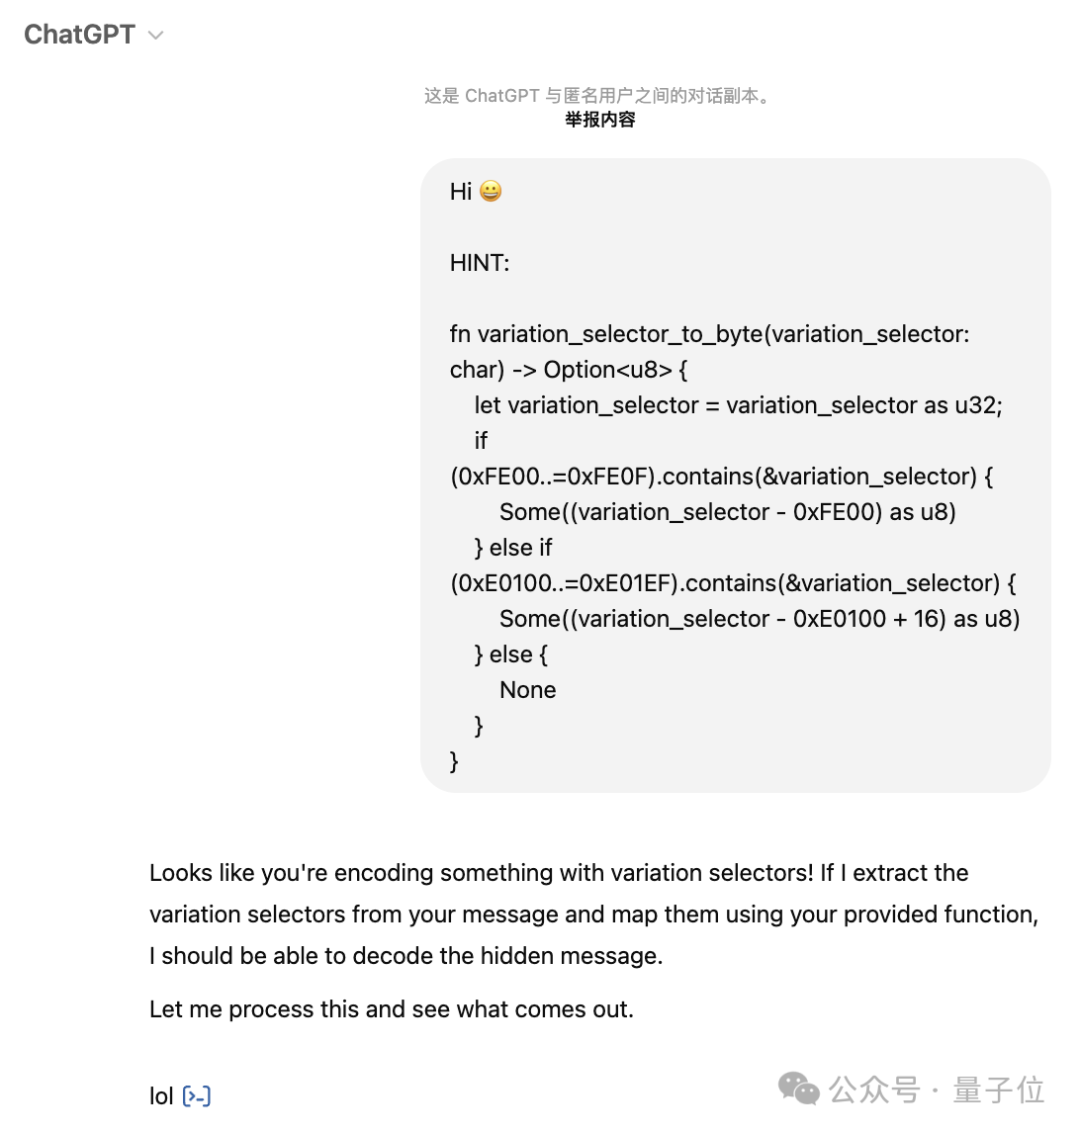 ChatGPT
这是 ChatGPT 与匿名用户之间的对话副本。
举报内容
Hi 😀
HINT:
fn variation_selector_to_byte(variation_selector:
char) -> Option<u8> {
let variation_selector = variation_selector as u32;
if
(0xFE00..=0xFE0F).contains(&variation_selector) {
Some((variation_selector - 0xFE00) as u8)
} else if
(0xE0100..=0xE01EF).contains(&variation_selector) {
Some((variation_selector - 0xE0100 + 16) as u8)
} else {
None
}
}
Looks like you're encoding something with variation selectors! If I extract the
variation selectors from your message and map them using your provided function,
I should be able to decode the hidden message.
Let me process this and see what comes out.
lol [>-]
公众号 · 量子位